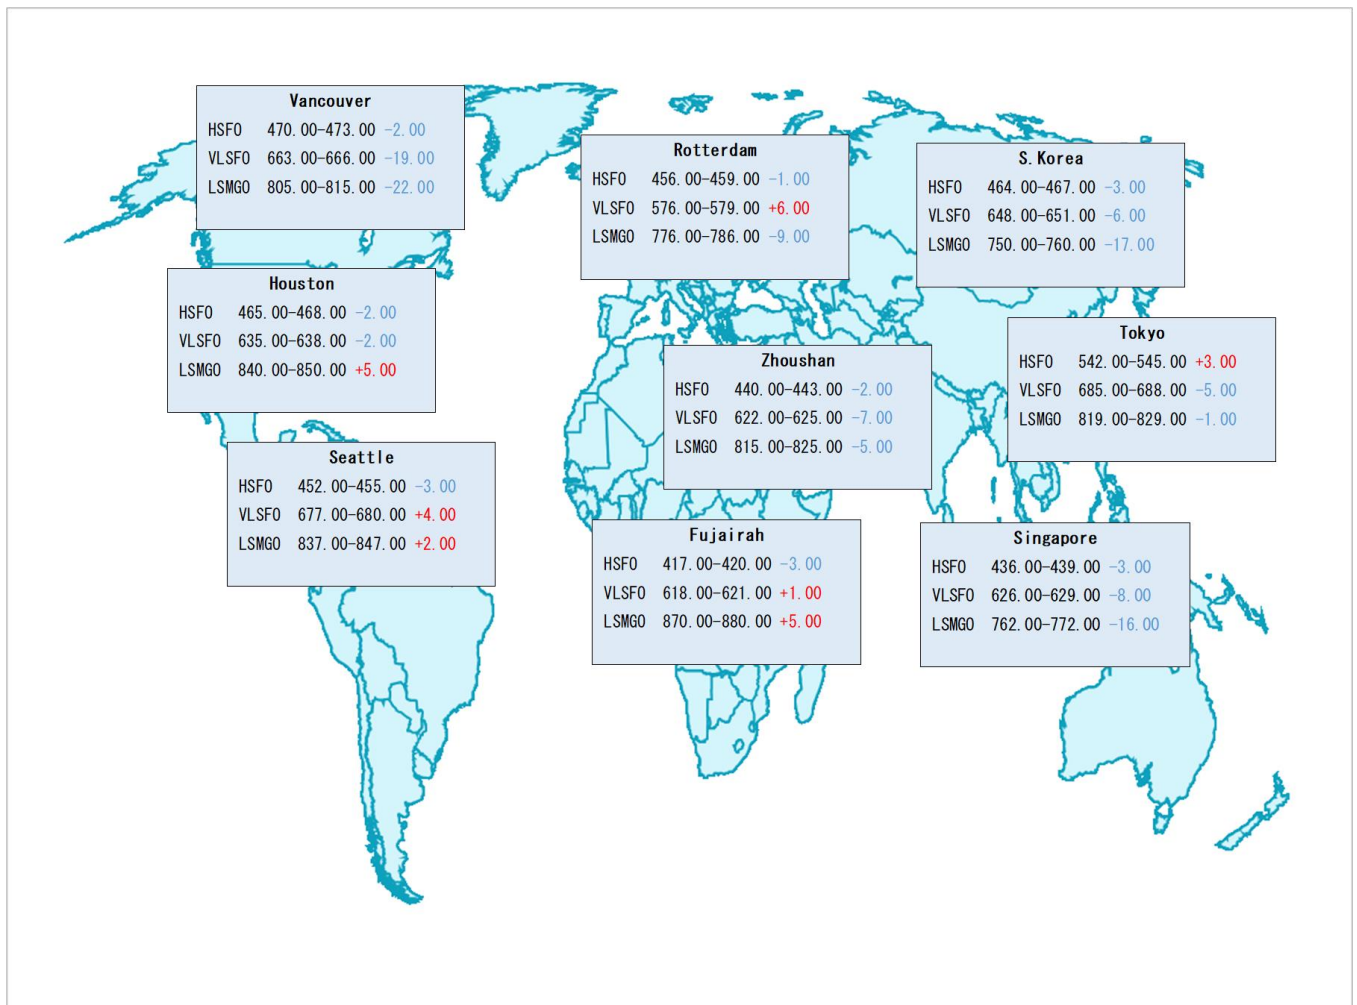 Vancouver
HSFO 470.00-473.00 -2.00
VLSFO 663.00-666.00 -19.00
LSMGO 805.00-815.00 -22.00
Rotterdam
HSFO 456.00-459.00 -1.00
VLSFO 576.00-579.00 +6.00
LSMGO 776.00-786.00 -9.00
S.Korea
HSFO 464.00-467.00 -3.00
VLSFO 648.00-651.00 -6.00
LSMGO 750.00-760.00 -17.00
Houston
HSFO 465.00-468.00 -2.00
VLSFO 635.00-638.00 -2.00
LSMGO 840.00-850.00 +5.00
Zhoushan
HSFO 440.00-443.00 -2.00
VLSFO 622.00-625.00 -7.00
LSMGO 815.00-825.00 -5.00
Tokyo
HSFO 542.00-545.00 +3.00
VLSFO 685.00-688.00 -5.00
LSMGO 819.00-829.00 -1.00
Seattle
HSFO 452.00-455.00 -3.00
VLSFO 677.00-680.00 +4.00
LSMGO 837.00-847.00 +2.00
Fujairah
HSFO 417.00-420.00 -3.00
VLSFO 618.00-621.00 +1.00
LSMGO 870.00-880.00 +5.00
Singapore
HSFO 436.00-439.00 -3.00
VLSFO 626.00-629.00 -8.00
LSMGO 762.00-772.00 -16.00